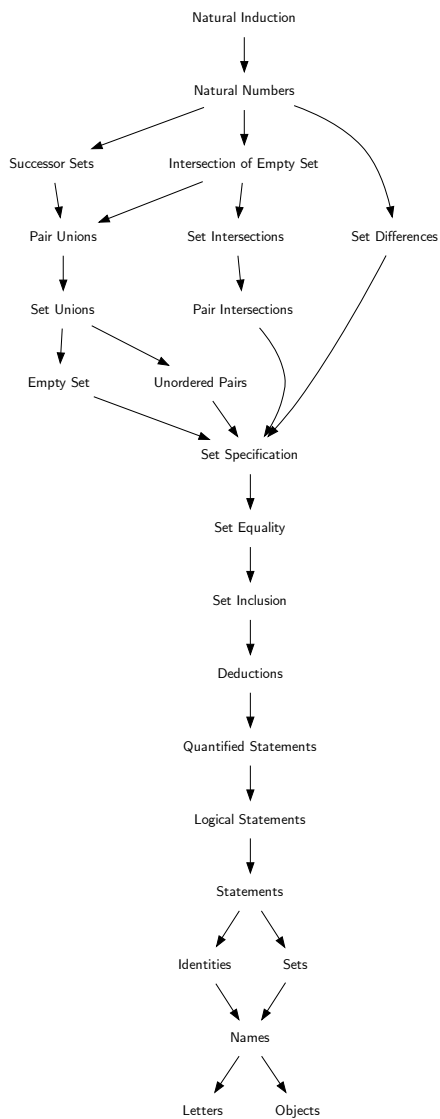 Natural Induction
Natural Numbers
Successor Sets
Intersection of Empty Set
Pair Unions
Set Intersections
Set Differences
Set Unions
Pair Intersections
Empty Set
Unordered Pairs
Set Specification
Set Equality
Set Inclusion
Deductions
Quantified Statements
Logical Statements
Statements
Identities
Sets
Names
Letters
Objects